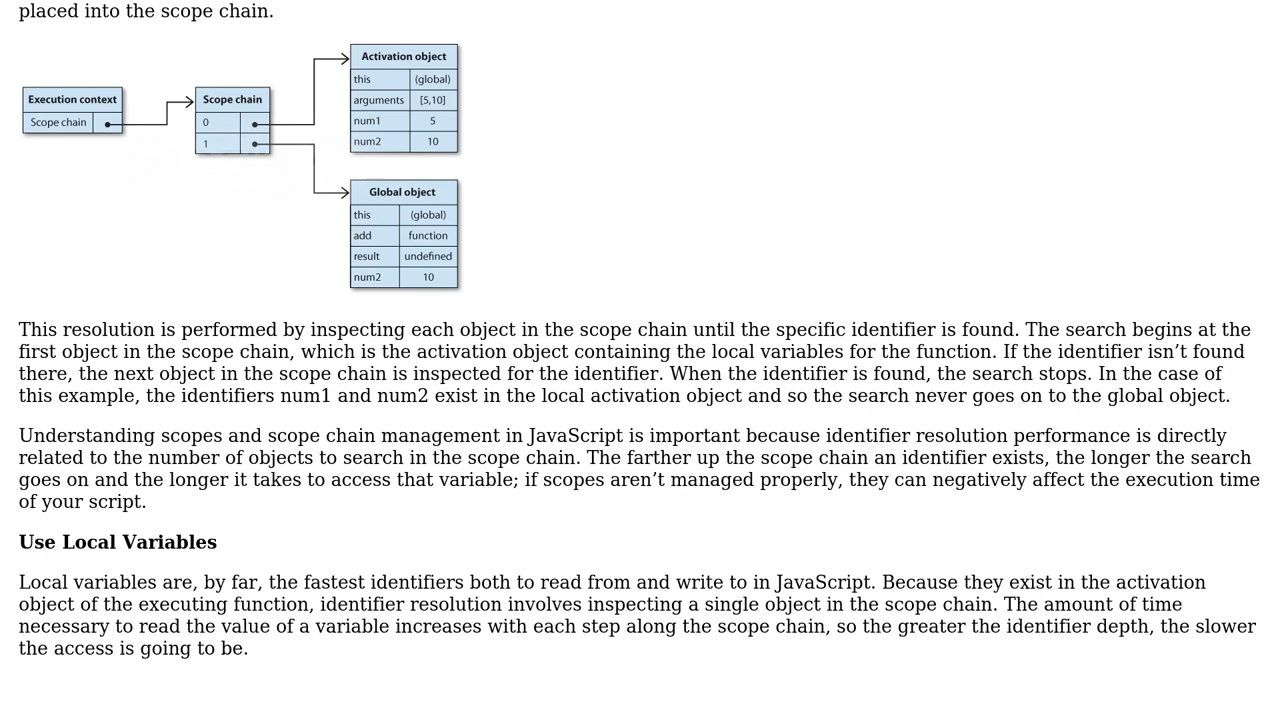 placed into the scope chain.
Activation object
this (global)
arguments [5,10]
num1 5
num2 10
Execution context
Scope chain
Scope chain
0
1
Global object
this (global)
add function
result undefined
num2 10
This resolution is performed by inspecting each object in the scope chain until the specific identifier is found. The search begins at the
first object in the scope chain, which is the activation object containing the local variables for the function. If the identifier isn’t found
there, the next object in the scope chain is inspected for the identifier. When the identifier is found, the search stops. In the case of
this example, the identifiers num1 and num2 exist in the local activation object and so the search never goes on to the global object.
Understanding scopes and scope chain management in JavaScript is important because identifier resolution performance is directly
related to the number of objects to search in the scope chain. The farther up the scope chain an identifier exists, the longer the search
goes on and the longer it takes to access that variable; if scopes aren’t managed properly, they can negatively affect the execution time
of your script.
Use Local Variables
Local variables are, by far, the fastest identifiers both to read from and write to in JavaScript. Because they exist in the activation
object of the executing function, identifier resolution involves inspecting a single object in the scope chain. The amount of time
necessary to read the value of a variable increases with each step along the scope chain, so the greater the identifier depth, the slower
the access is going to be.